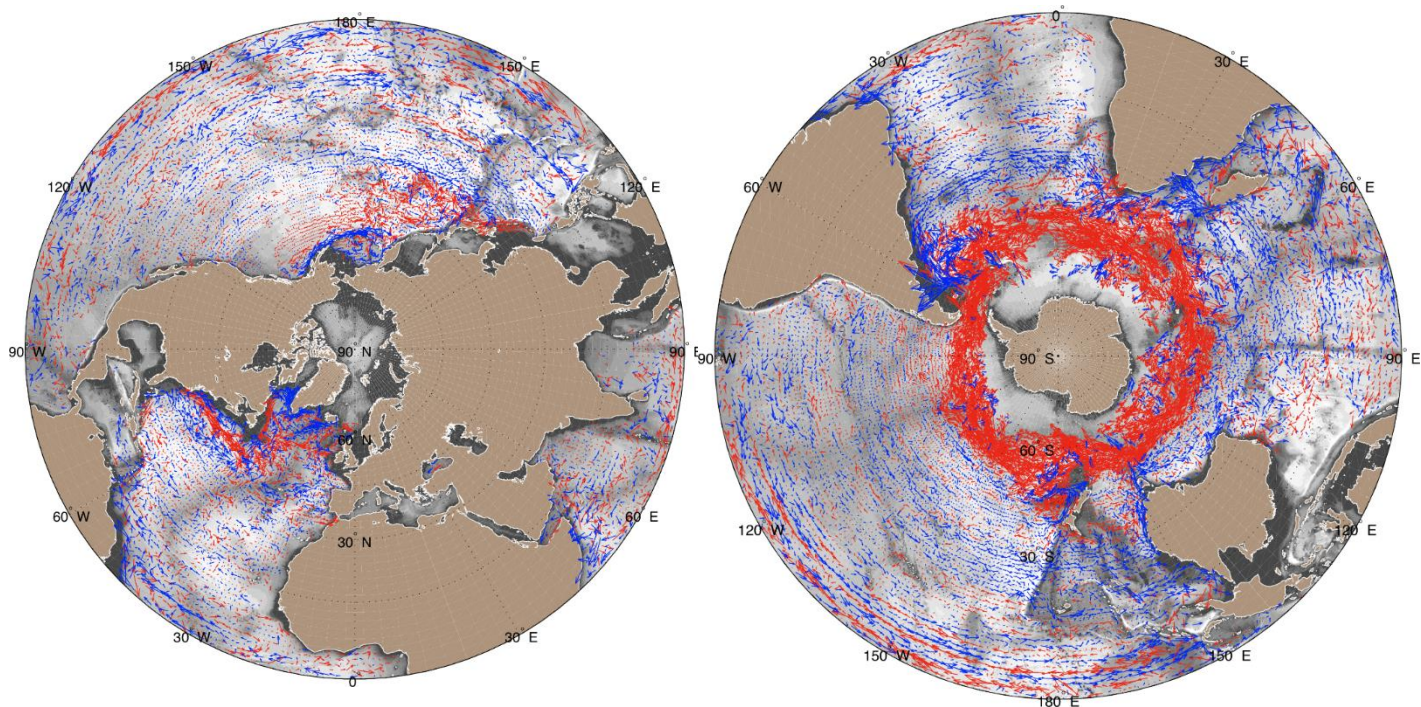 180° E
150° W
150° E
120° W
120° E
90° W
90° N
90° E
60° N
60° W
60° E
30° N
30° W
30° E
0
0°
30° W
30° E
60° W
60° E
90° W
90° S
90° E
60° S
120° W
120° E
30° S
150° W
150° E
180° E